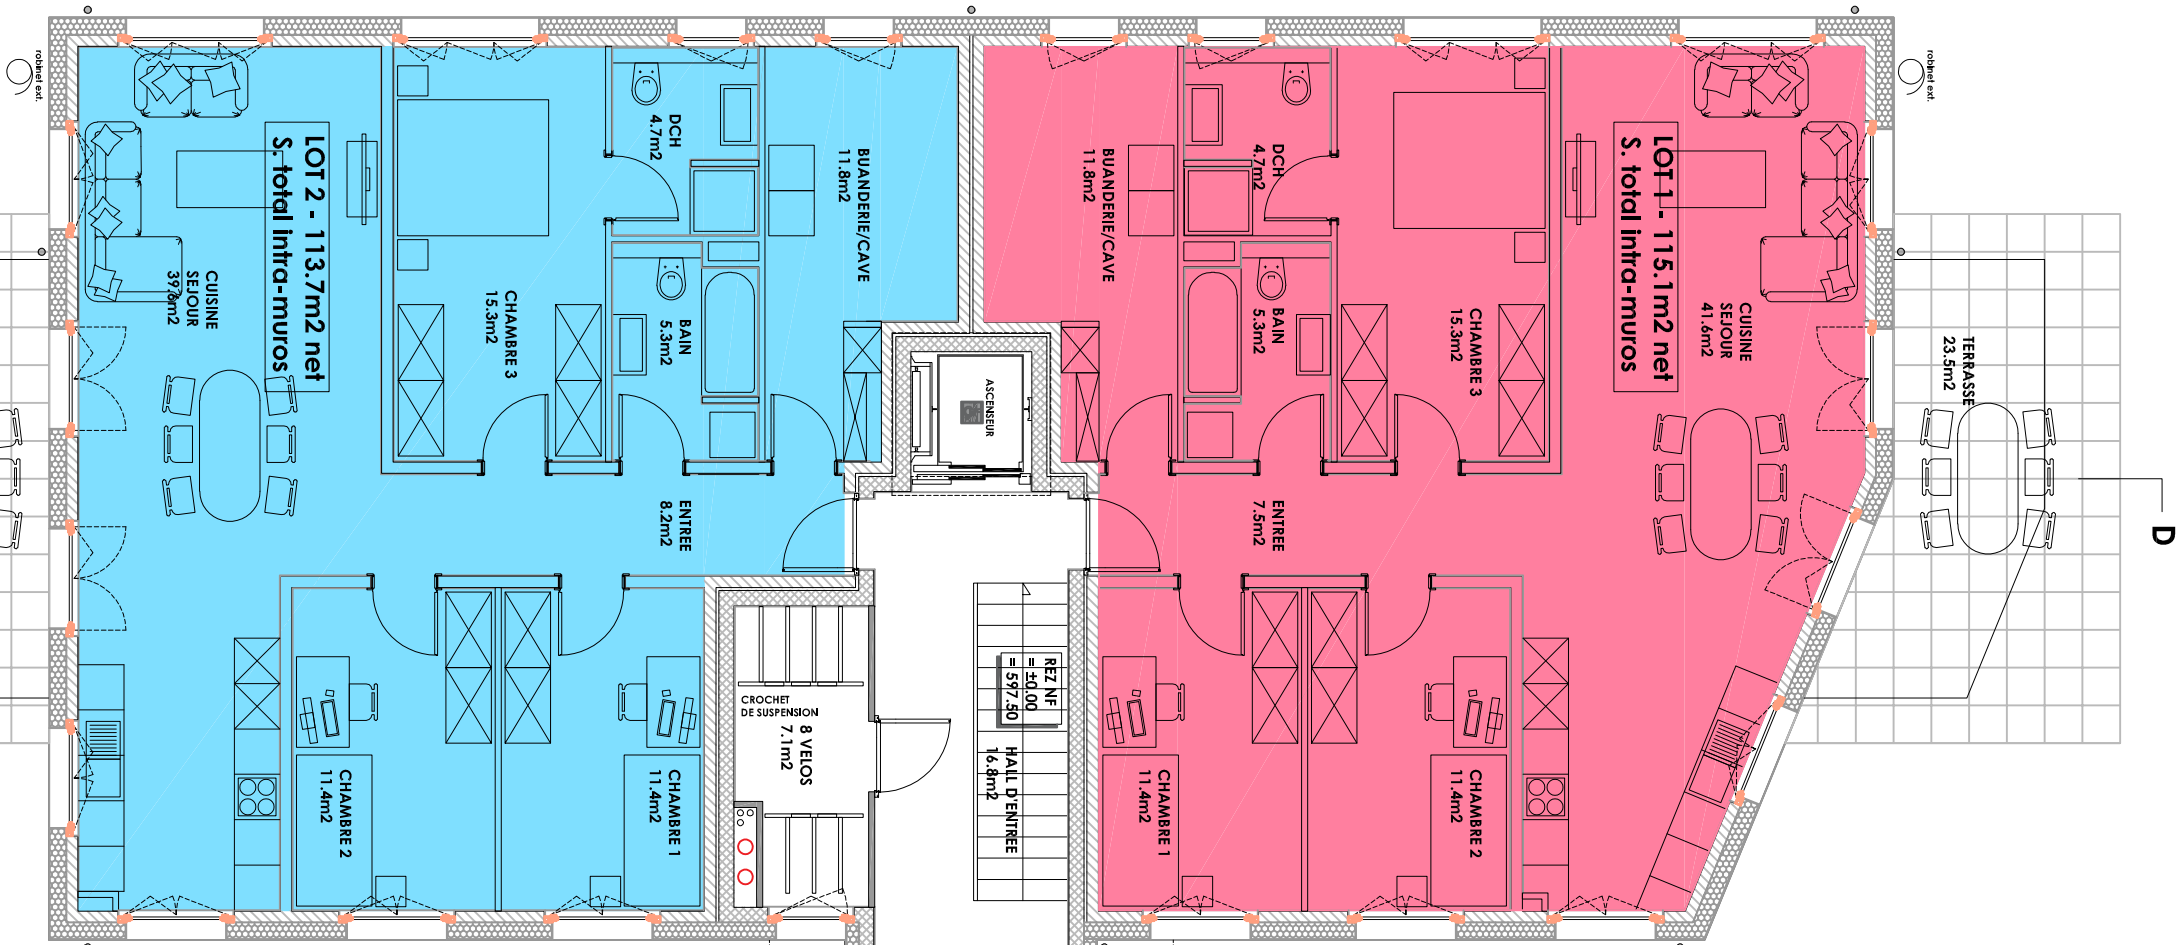 robinet ext.
LOT 2 - 113.7m2 net
S. total intra-muros
CUISINE
SEJOUR
39.6m2
CHAMBRE 3
15.3m2
DCH
4.7m2
BAIN
5.3m2
BUANDERIE/CAVE
11.8m2
ENTREE
8.2m2
CHAMBRE 2
11.4m2
CHAMBRE 1
11.4m2
CROCHET
DE SUSPENSION
8 VELOS
7.1m2
ASCENSEUR
REZ NF
= ±0.00
= 597.50
HALL D'ENTREE
16.8m2
BUANDERIE/CAVE
11.8m2
DCH
4.7m2
BAIN
5.3m2
CHAMBRE 3
15.3m2
ENTREE
7.5m2
CHAMBRE 1
11.4m2
CHAMBRE 2
11.4m2
LOT 1 - 115.1m2 net
S. total intra-muros
CUISINE
SEJOUR
41.6m2
robinet ext.
TERRASSE
23.5m2
D